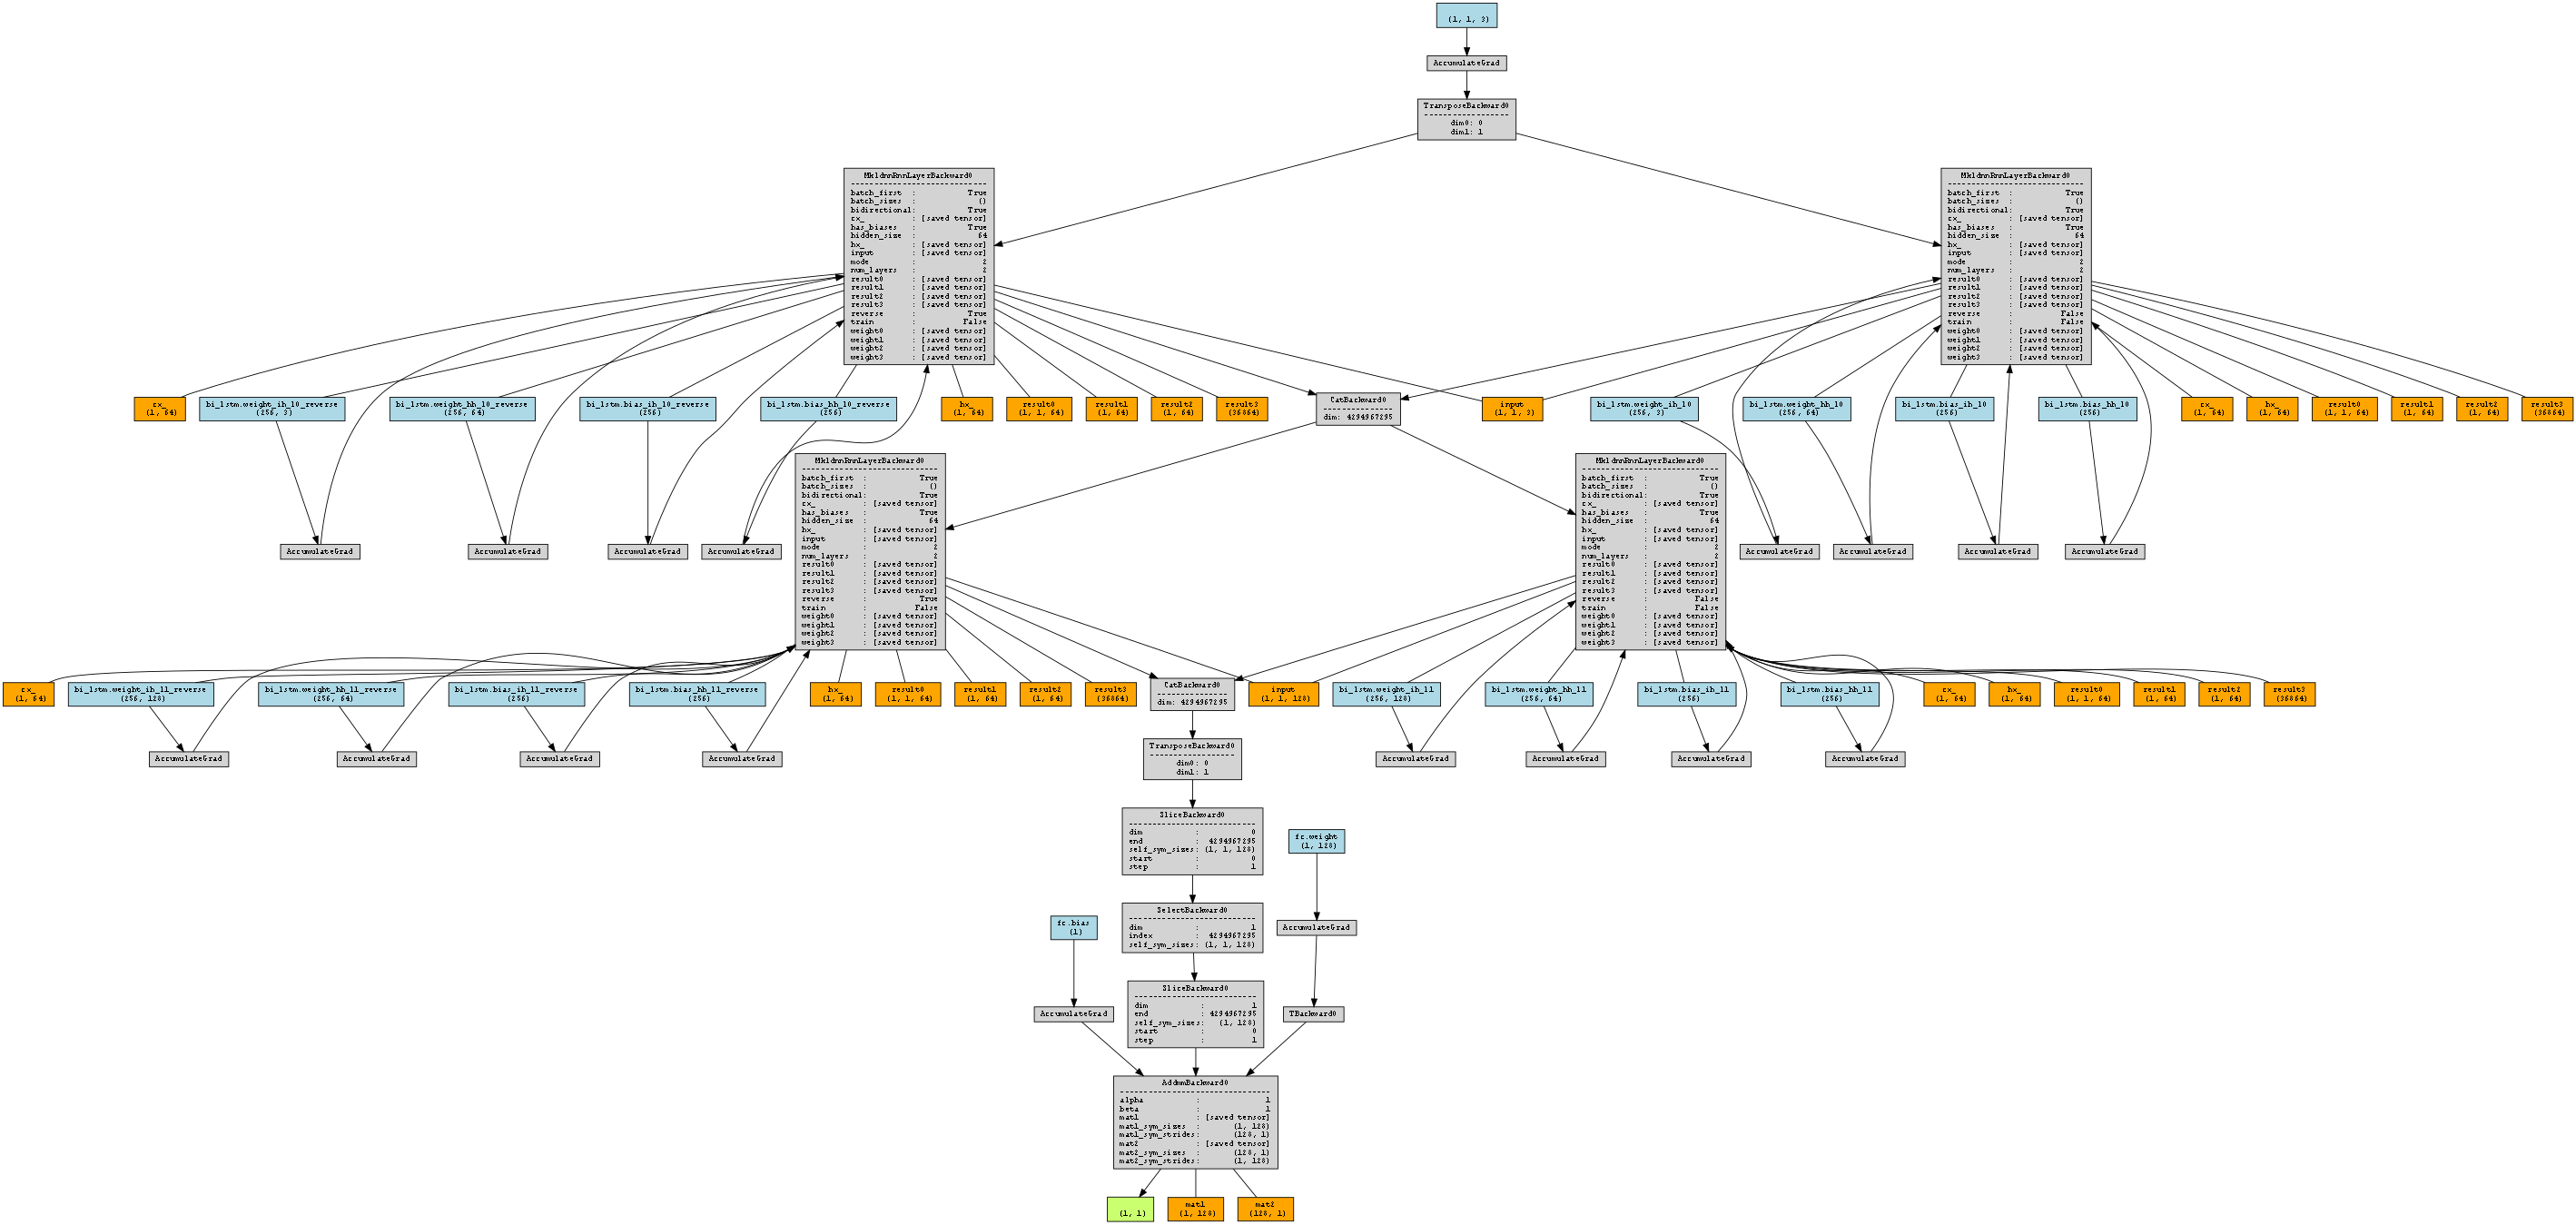 (1, 1, 3)
AccumulateGrad
TransposeBackward0
------------------
dim0: 0
dim1: 1
MkldnnRnnLayerBackward0
-----------------------------
batch_first : True
batch_sizes : ()
bidirectional: True
cx_ : [saved tensor]
has_biases : True
hidden_size : 64
hx_ : [saved tensor]
input : [saved tensor]
mode : 2
num_layers : 2
result0 : [saved tensor]
result1 : [saved tensor]
result2 : [saved tensor]
result3 : [saved tensor]
reverse : True
train : False
weight0 : [saved tensor]
weight1 : [saved tensor]
weight2 : [saved tensor]
weight3 : [saved tensor]
MkldnnRnnLayerBackward0
-----------------------------
batch_first : True
batch_sizes : ()
bidirectional: True
cx_ : [saved tensor]
has_biases : True
hidden_size : 64
hx_ : [saved tensor]
input : [saved tensor]
mode : 2
num_layers : 2
result0 : [saved tensor]
result1 : [saved tensor]
result2 : [saved tensor]
result3 : [saved tensor]
reverse : False
train : False
weight0 : [saved tensor]
weight1 : [saved tensor]
weight2 : [saved tensor]
weight3 : [saved tensor]
cx_
(1, 64)
bi_lstm.weight_ih_l0_reverse
(256, 3)
bi_lstm.weight_hh_l0_reverse
(256, 64)
bi_lstm.bias_ih_l0_reverse
(256)
bi_lstm.bias_hh_l0_reverse
(256)
hx_
(1, 64)
result0
(1, 1, 64)
result1
(1, 64)
result2
(1, 64)
result3
(36864)
CatBackward0
---------------
dim: 4294967295
input
(1, 1, 3)
bi_lstm.weight_ih_l0
(256, 3)
bi_lstm.weight_hh_l0
(256, 64)
bi_lstm.bias_ih_l0
(256)
bi_lstm.bias_hh_l0
(256)
cx_
(1, 64)
hx_
(1, 64)
result0
(1, 1, 64)
result1
(1, 64)
result2
(1, 64)
result3
(36864)
AccumulateGrad
AccumulateGrad
AccumulateGrad
AccumulateGrad
MkldnnRnnLayerBackward0
-----------------------------
batch_first : True
batch_sizes : ()
bidirectional: True
cx_ : [saved tensor]
has_biases : True
hidden_size : 64
hx_ : [saved tensor]
input : [saved tensor]
mode : 2
num_layers : 2
result0 : [saved tensor]
result1 : [saved tensor]
result2 : [saved tensor]
result3 : [saved tensor]
reverse : True
train : False
weight0 : [saved tensor]
weight1 : [saved tensor]
weight2 : [saved tensor]
weight3 : [saved tensor]
MkldnnRnnLayerBackward0
-----------------------------
batch_first : True
batch_sizes : ()
bidirectional: True
cx_ : [saved tensor]
has_biases : True
hidden_size : 64
hx_ : [saved tensor]
input : [saved tensor]
mode : 2
num_layers : 2
result0 : [saved tensor]
result1 : [saved tensor]
result2 : [saved tensor]
result3 : [saved tensor]
reverse : False
train : False
weight0 : [saved tensor]
weight1 : [saved tensor]
weight2 : [saved tensor]
weight3 : [saved tensor]
AccumulateGrad
AccumulateGrad
AccumulateGrad
AccumulateGrad
cx_
(1, 64)
bi_lstm.weight_ih_l1_reverse
(256, 128)
bi_lstm.weight_hh_l1_reverse
(256, 64)
bi_lstm.bias_ih_l1_reverse
(256)
bi_lstm.bias_hh_l1_reverse
(256)
hx_
(1, 64)
result0
(1, 1, 64)
result1
(1, 64)
result2
(1, 64)
result3
(36864)
CatBackward0
---------------
dim: 4294967295
input
(1, 1, 128)
bi_lstm.weight_ih_l1
(256, 128)
bi_lstm.weight_hh_l1
(256, 64)
bi_lstm.bias_ih_l1
(256)
bi_lstm.bias_hh_l1
(256)
cx_
(1, 64)
hx_
(1, 64)
result0
(1, 1, 64)
result1
(1, 64)
result2
(1, 64)
result3
(36864)
AccumulateGrad
AccumulateGrad
AccumulateGrad
AccumulateGrad
TransposeBackward0
------------------
dim0: 0
dim1: 1
AccumulateGrad
AccumulateGrad
AccumulateGrad
AccumulateGrad
SliceBackward0
---------------------------
dim : 0
end : 4294967295
self_sym_sizes: (1, 1, 128)
start : 0
step : 1
fc.weight
(1, 128)
fc.bias
(1)
SelectBackward0
---------------------------
dim : 1
index : 4294967295
self_sym_sizes: (1, 1, 128)
AccumulateGrad
AccumulateGrad
SliceBackward0
--------------------------
dim : 1
end : 4294967295
self_sym_sizes: (1, 128)
start : 0
step : 1
TBackward0
AddmmBackward0
--------------------------------
alpha : 1
beta : 1
mat1 : [saved tensor]
mat1_sym_sizes : (1, 128)
mat1_sym_strides: (128, 1)
mat2 : [saved tensor]
mat2_sym_sizes : (128, 1)
mat2_sym_strides: (1, 128)
(1, 1)
mat1
(1, 128)
mat2
(128, 1)